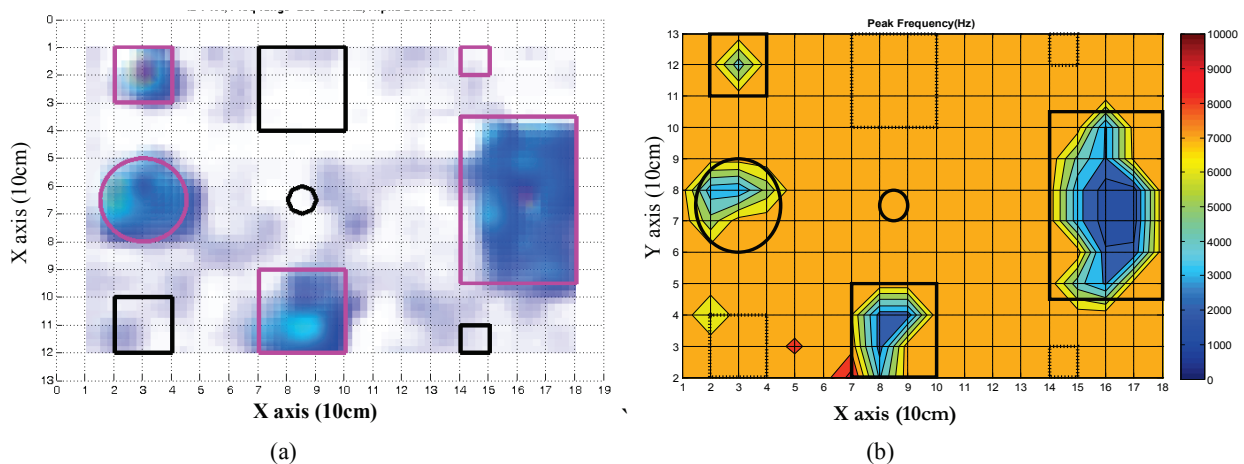 0 1 2 3 4 5 6 7 8 9 10 11 12 13
0 1 2 3 4 5 6 7 8 9 10 11 12 13 14 15 16 17 18 19
X axis (10cm)
X axis (10cm)
(a)
Peak Frequency(Hz)
13 12 11 10 9 8 7 6 5 4 3 2
1 2 3 4 5 6 7 8 9 10 11 12 13 14 15 16 17 18
Y axis (10cm)
X axis (10cm)
10000
9000
8000
7000
6000
5000
4000
3000
2000
1000
0
(b)